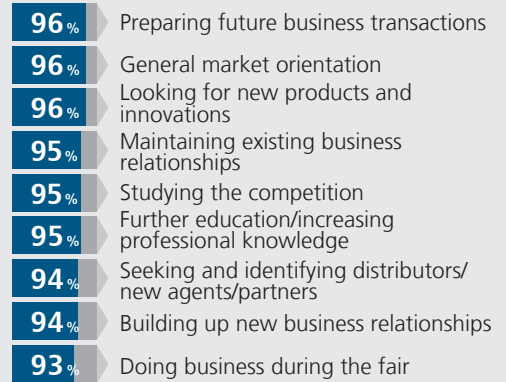 96% Preparing future business transactions
96% General market orientation
96% Looking for new products and
innovations
95% Maintaining existing business
relationships
95% Studying the competition
95% Further education/increasing
professional knowledge
94% Seeking and identifying distributors/
new agents/partners
94% Building up new business relationships
93% Doing business during the fair